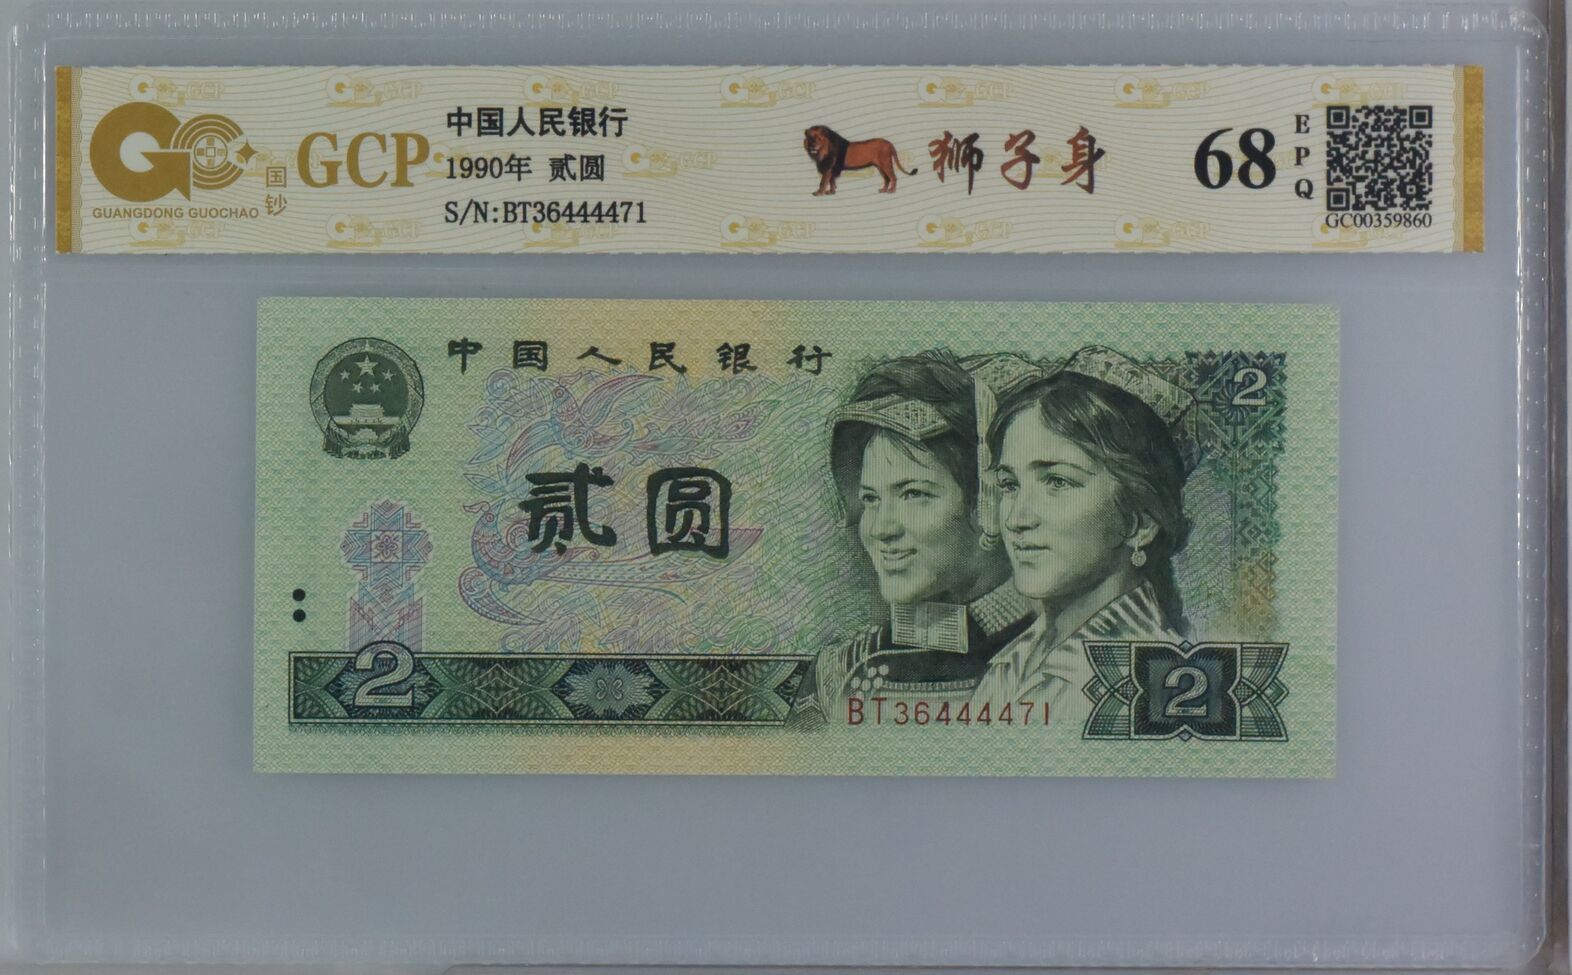 GCP
GUANGDONG GUOCHAO
国钞
中国人民银行
1990年 贰圆
S/N:BT36444471
狮子身
68
EPQ
GC00359860
中国人民银行
2
贰圆
2
BT36444471
2